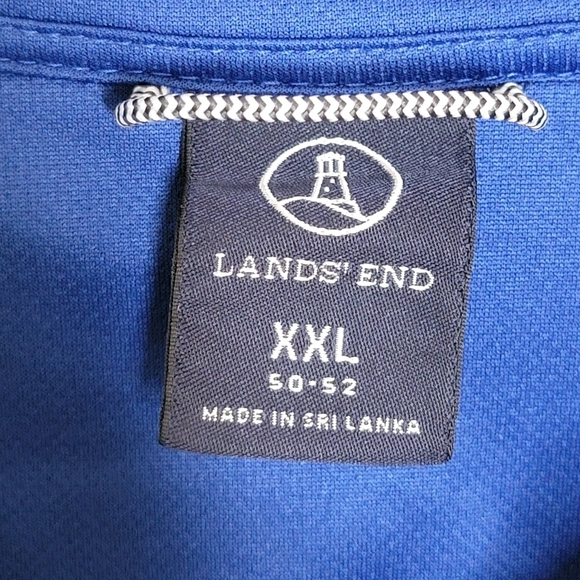 LANDS' END
XXL
50-52
MADE IN SRI LANKA